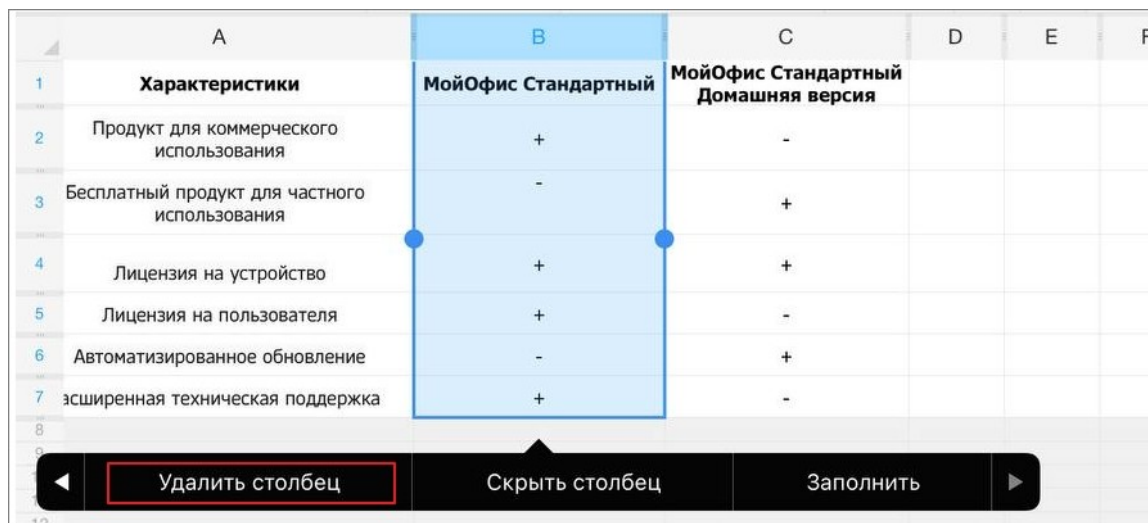 A B C D E
1 Характеристики МойОфис Стандартный МойОфис Стандартный
Домашняя версия
2 Продукт для коммерческого
использования + -
3 Бесплатный продукт для частного
использования - +
4 Лицензия на устройство + +
5 Лицензия на пользователя + -
6 Автоматизированное обновление - +
7 асширенная техническая поддержка + -
8
9
Удалить столбец Скрыть столбец Заполнить